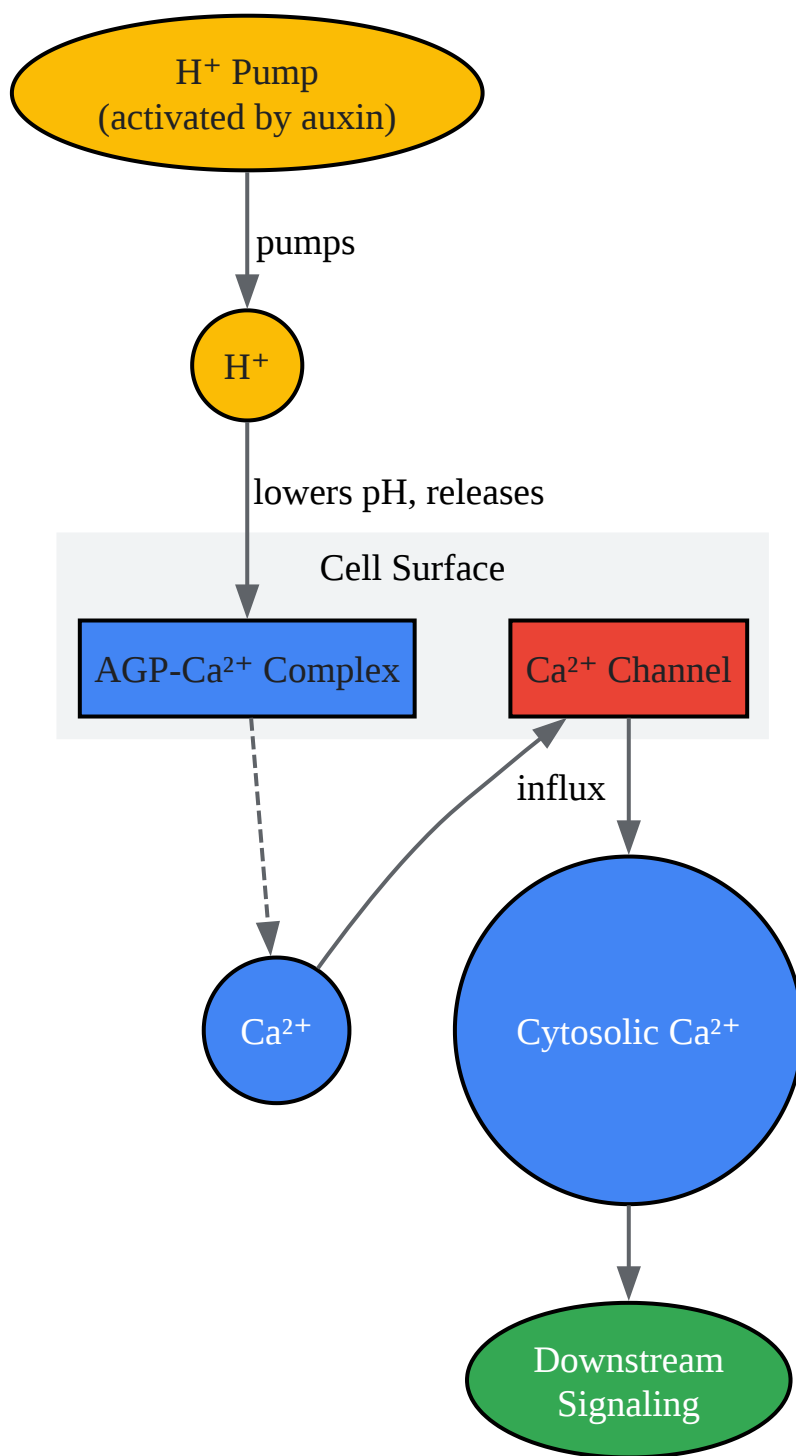 H⁺ Pump
(activated by auxin)
pumps
H⁺
lowers pH, releases
Cell Surface
AGP-Ca²⁺ Complex
Ca²⁺ Channel
influx
Ca²⁺
Cytosolic Ca²⁺
Downstream
Signaling